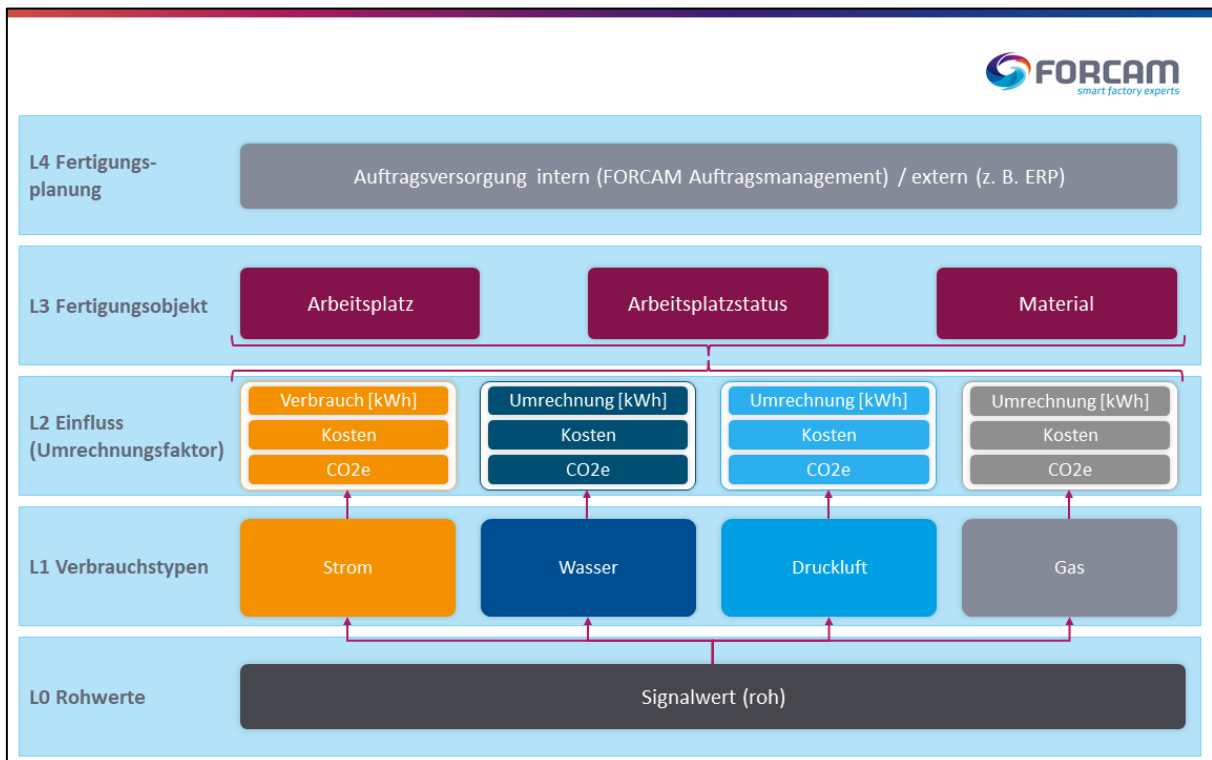 FORCAM
smart factory experts
L4 Fertigungs-
planung
Auftragsversorgung intern (FORCAM Auftragsmanagement) / extern (z. B. ERP)
L3 Fertigungsobjekt
Arbeitsplatz
Arbeitsplatzstatus
Material
L2 Einfluss
(Umrechnungsfaktor)
Verbrauch [kWh]
Kosten
CO2e
Umrechnung [kWh]
Kosten
CO2e
Umrechnung [kWh]
Kosten
CO2e
Umrechnung [kWh]
Kosten
CO2e
L1 Verbrauchstypen
Strom
Wasser
Druckluft
Gas
L0 Rohwerte
Signalwert (roh)